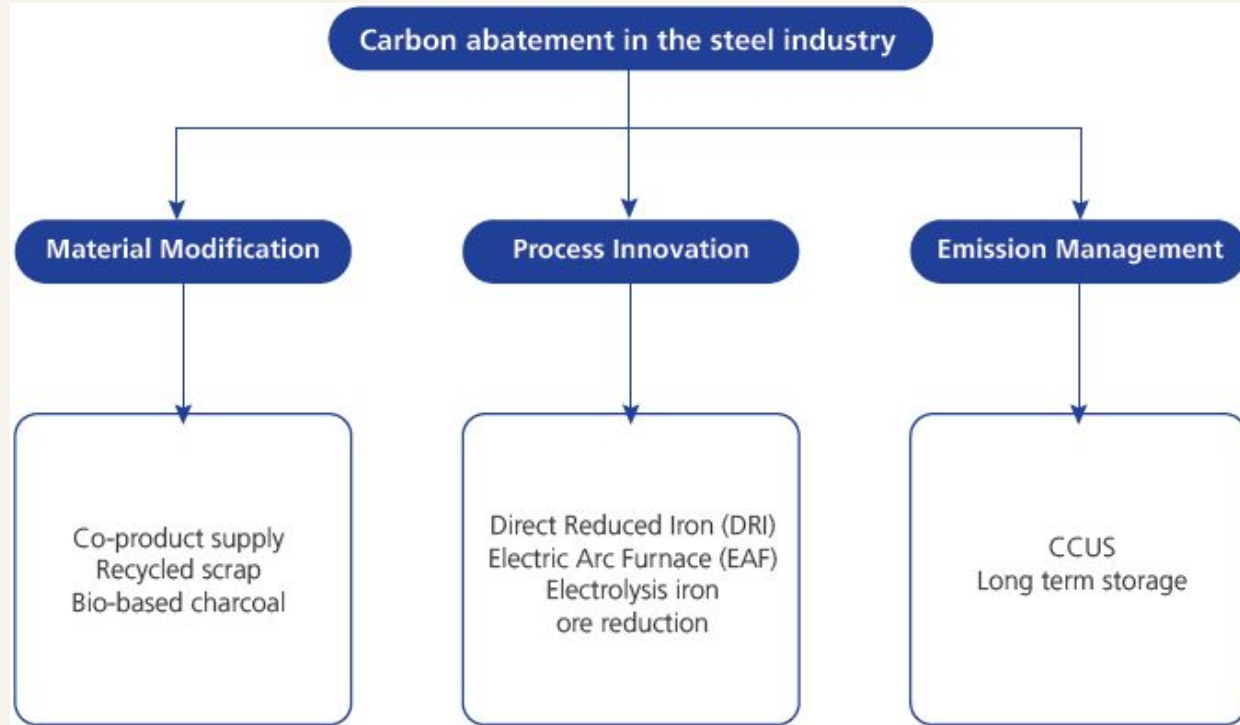 Carbon abatement in the steel industry
Material Modification
Process Innovation
Emission Management
Co-product supply
Recycled scrap
Bio-based charcoal
Direct Reduced Iron (DRI)
Electric Arc Furnace (EAF)
Electrolysis iron
ore reduction
CCUS
Long term storage